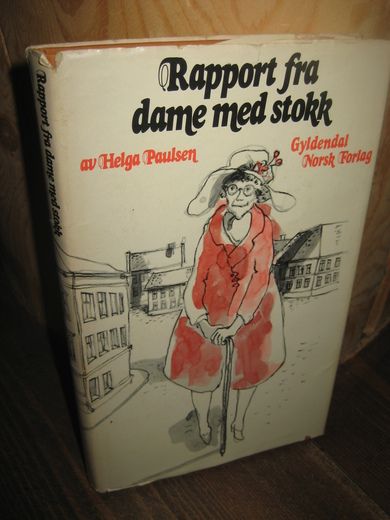 Rapport fra
dame med stokk
av Helga Paulsen
Gyldendal
Norsk Forlag
Rapport fra dame med stokk